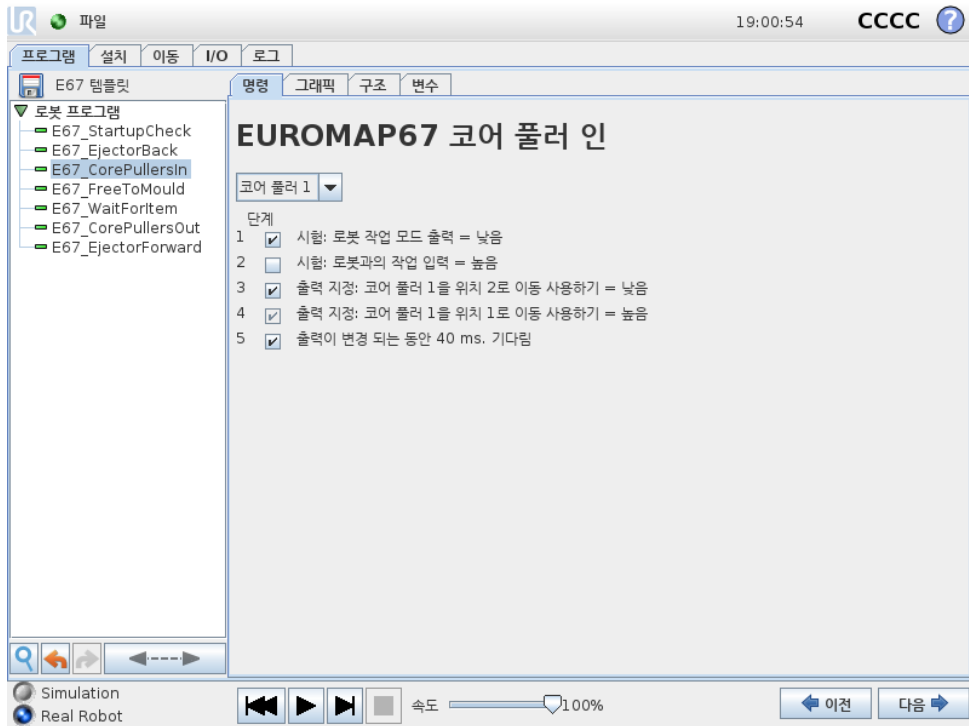 UR 파일 19:00:54 CCCC ?
프로그램 설치 이동 I/O 로그
E67 템플릿
명령 그래픽 구조 변수
로봇 프로그램
E67_StartupCheck
E67_EjectorBack
E67_CorePullersIn
E67_FreeToMould
E67_WaitForItem
E67_CorePullersOut
E67_EjectorForward
EUROMAP67 코어 풀러 인
코어 풀러 1
단계
1 시험: 로봇 작업 모드 출력 = 낮음
2 시험: 로봇과의 작업 입력 = 높음
3 출력 지정: 코어 풀러 1을 위치 2로 이동 사용하기 = 낮음
4 출력 지정: 코어 풀러 1을 위치 1로 이동 사용하기 = 높음
5 출력이 변경 되는 동안 40 ms. 기다림
Simulation
Real Robot
속도 100%
이전 다음